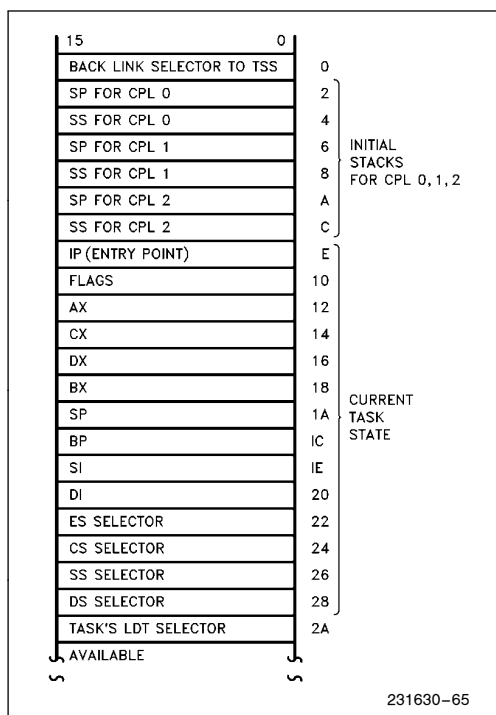 15 0
BACK LINK SELECTOR TO TSS 0
SP FOR CPL 0 2
SS FOR CPL 0 4
SP FOR CPL 1 6
SS FOR CPL 1 8
SP FOR CPL 2 A
SS FOR CPL 2 C
INITIAL
STACKS
FOR CPL 0, 1, 2
IP (ENTRY POINT) E
FLAGS 10
AX 12
CX 14
DX 16
BX 18
SP 1A
BP IC
SI IE
DI 20
ES SELECTOR 22
CS SELECTOR 24
SS SELECTOR 26
DS SELECTOR 28
CURRENT
TASK
STATE
TASK'S LDT SELECTOR 2A
AVAILABLE
231630–65